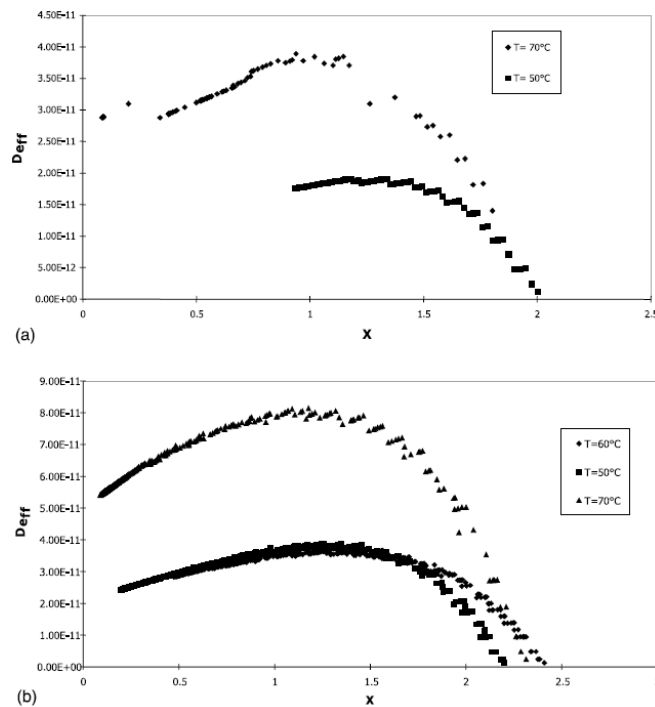 4.50E-11
4.00E-11
3.50E-11
3.00E-11
2.50E-11
2.00E-11
1.50E-11
1.00E-11
5.00E-12
0.00E+00
Deff
T= 70°C
T= 50°C
0 0.5 1 1.5 2 2.5
X
(a)
9.00E-11
8.00E-11
7.00E-11
6.00E-11
5.00E-11
4.00E-11
3.00E-11
2.00E-11
1.00E-11
0.00E+00
Deff
T=60°C
T=50°C
T=70°C
0 0.5 1 1.5 2 2.5 3
X
(b)